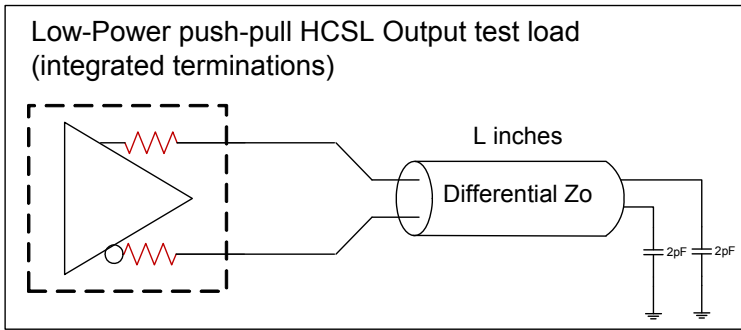 Low-Power push-pull HCSL Output test load
(integrated terminations)
L inches
Differential Zo
2pF
2pF